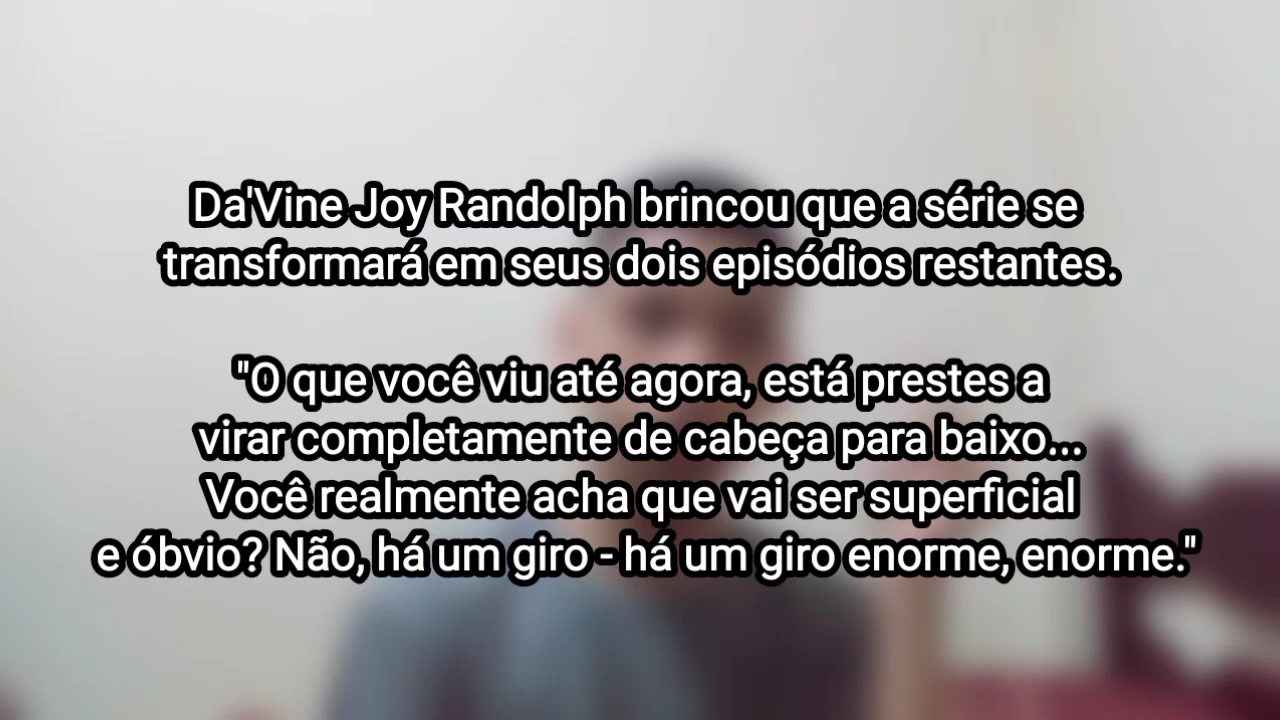 Da'Vine Joy Randolph brincou que a série se
transformará em seus dois episódios restantes.
"O que você viu até agora, está prestes a
virar completamente de cabeça para baixo...
Você realmente acha que vai ser superficial
e óbvio? Não, há um giro - há um giro enorme, enorme."